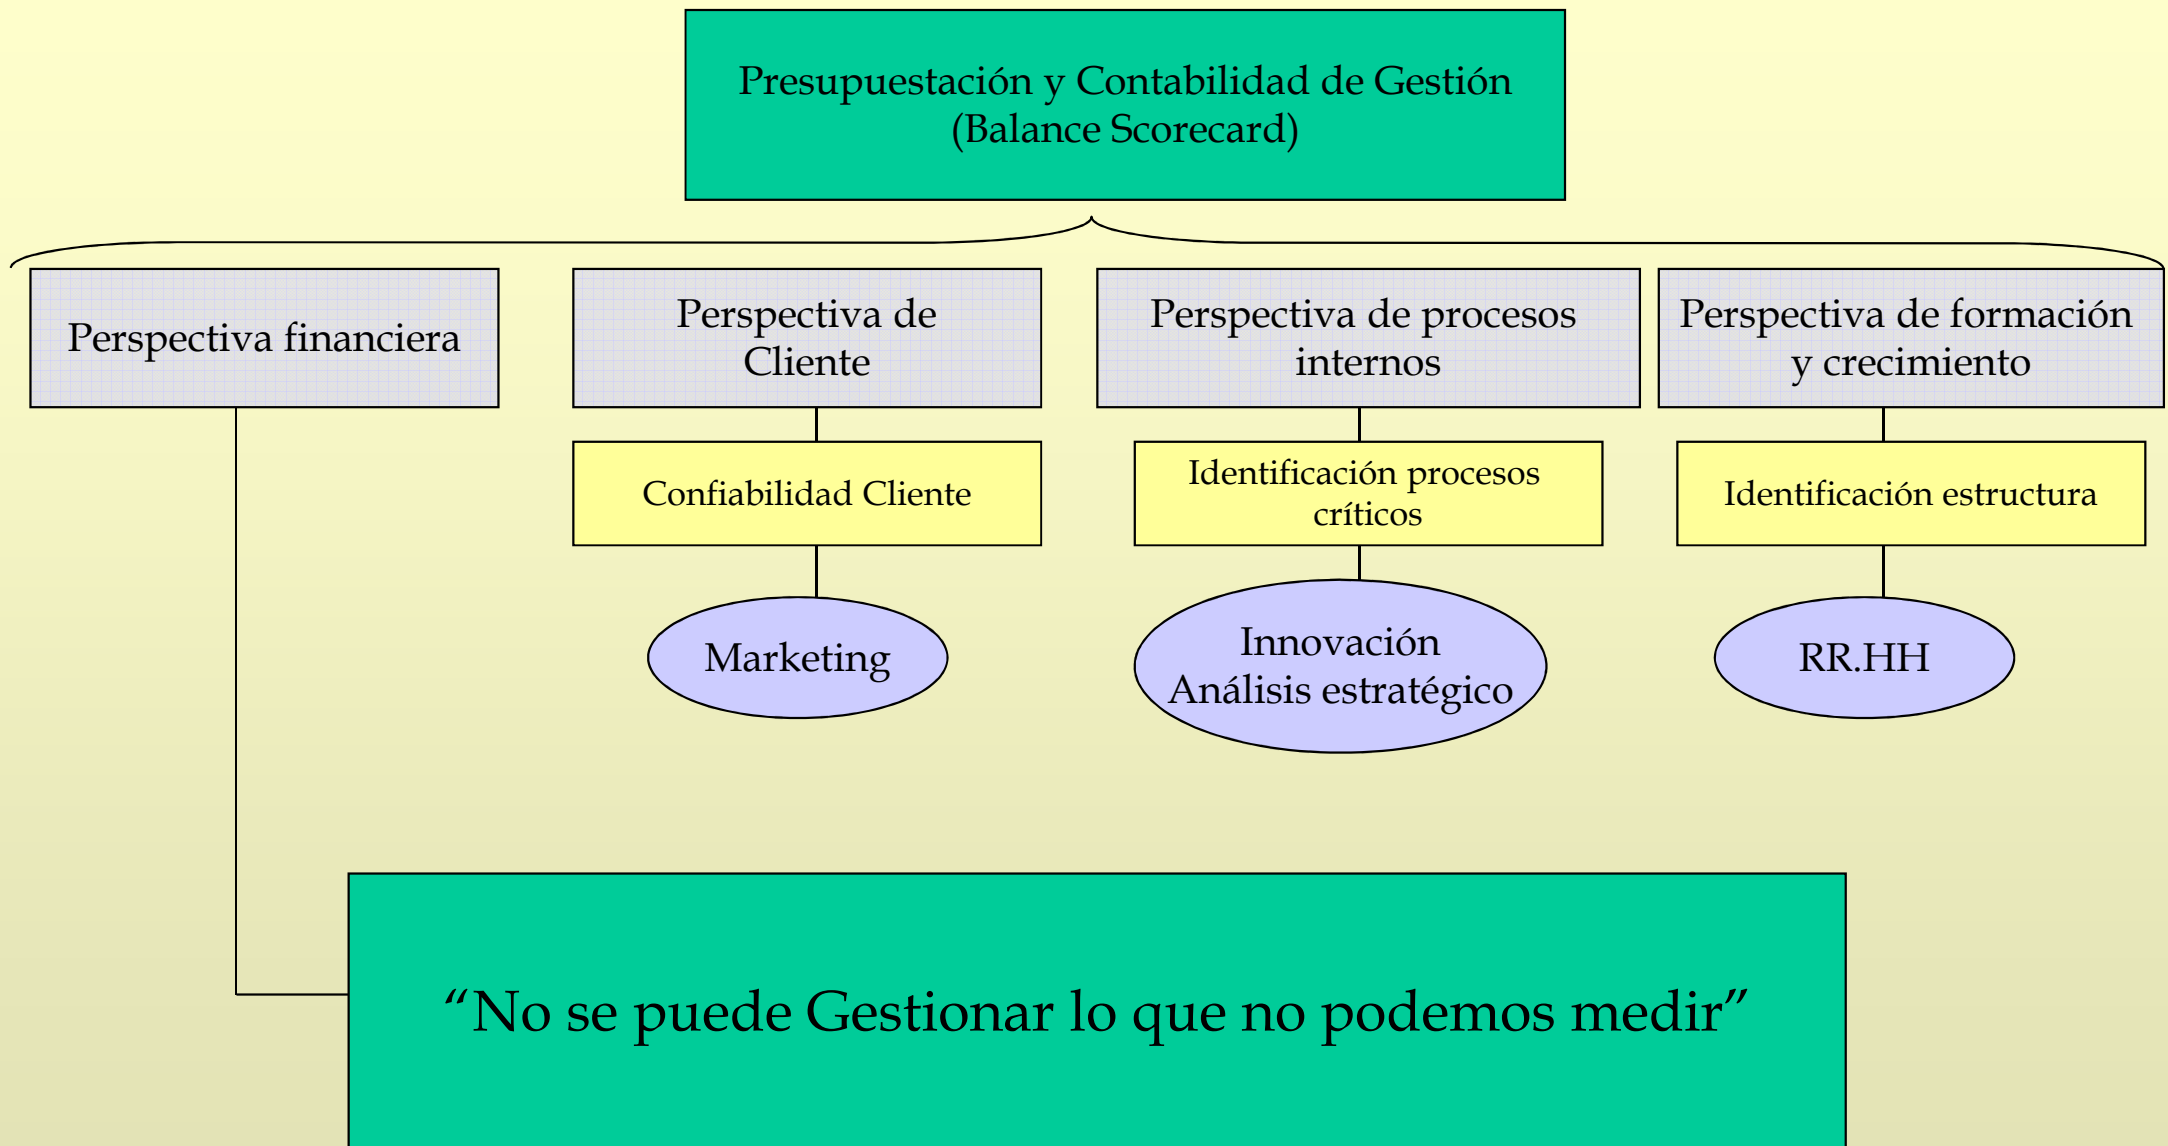 Presupuestación y Contabilidad de Gestión
(Balance Scorecard)
Perspectiva financiera
Perspectiva de
Cliente
Perspectiva de procesos
internos
Perspectiva de formación
y crecimiento
Confiabilidad Cliente
Identificación procesos
críticos
Identificación estructura
Marketing
Innovación
Análisis estratégico
RR.HH
“No se puede Gestionar lo que no podemos medir”